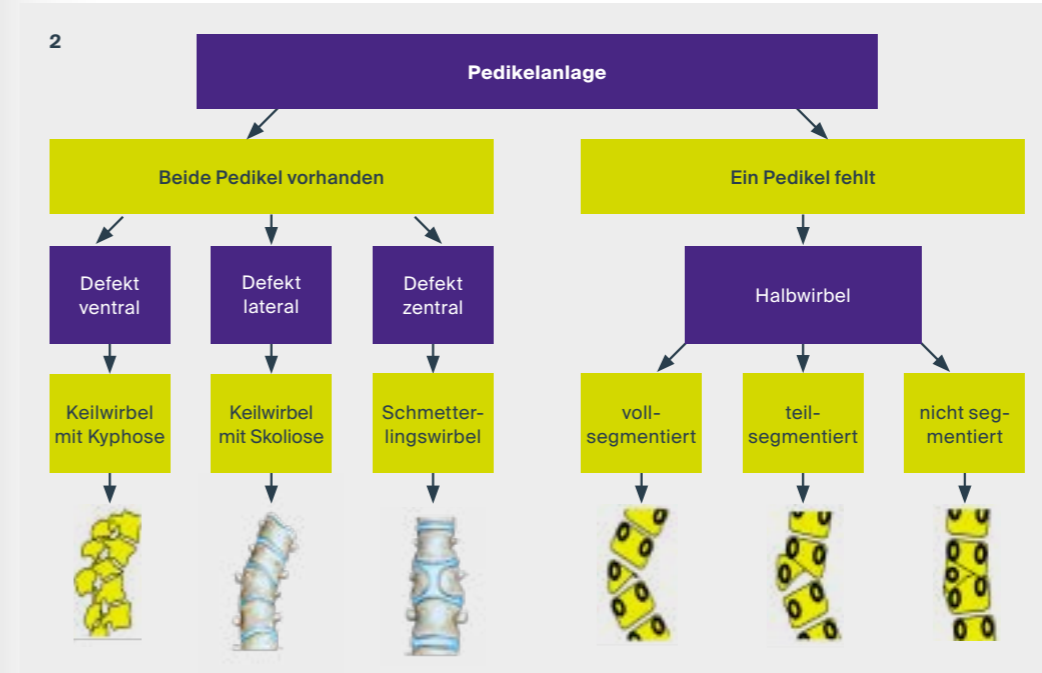 2
Pedikelanlage
Beide Pedikel vorhanden
Ein Pedikel fehlt
Defekt
ventral
Defekt
lateral
Defekt
zentral
Halbwirbel
Keilwirbel
mit Kyphose
Keilwirbel
mit Skoliose
Schmetter-
lingswirbel
voll-
segmentiert
teil-
segmentiert
nicht seg-
mentiert